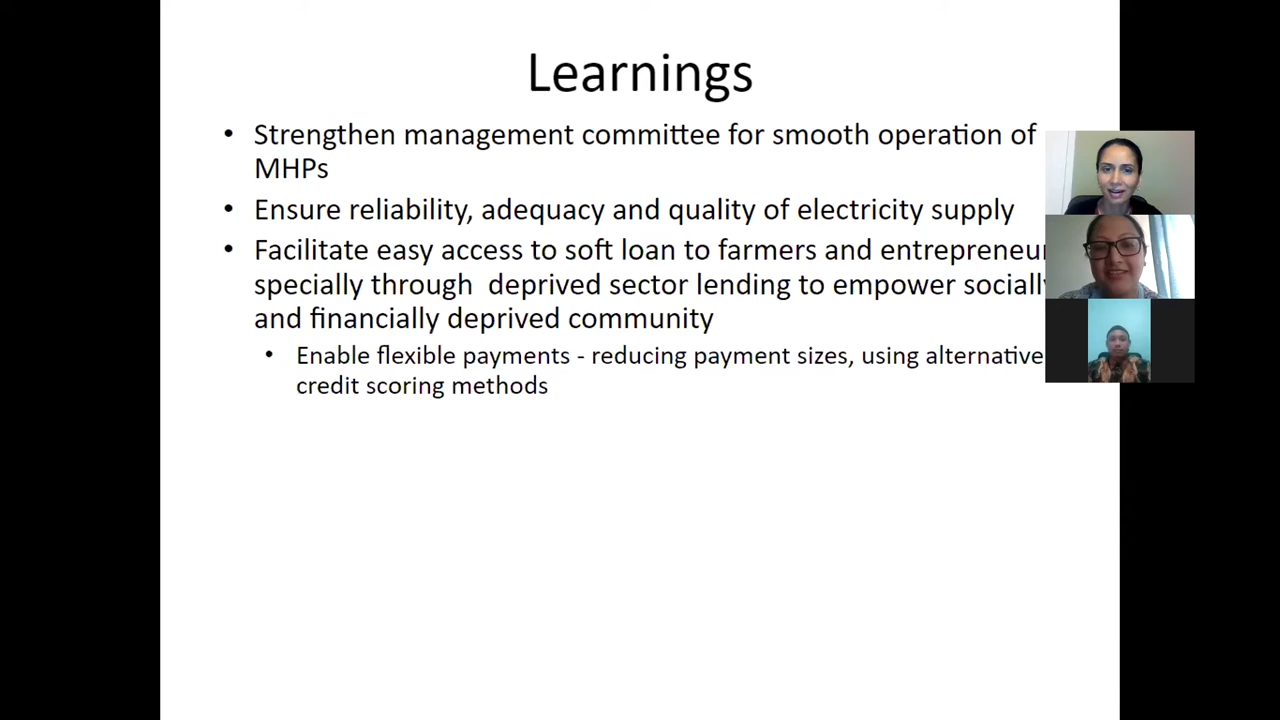 Learnings
• Strengthen management committee for smooth operation of
MHPs
• Ensure reliability, adequacy and quality of electricity supply
• Facilitate easy access to soft loan to farmers and entrepreneur
specially through deprived sector lending to empower socially
and financially deprived community
• Enable flexible payments - reducing payment sizes, using alternative
credit scoring methods